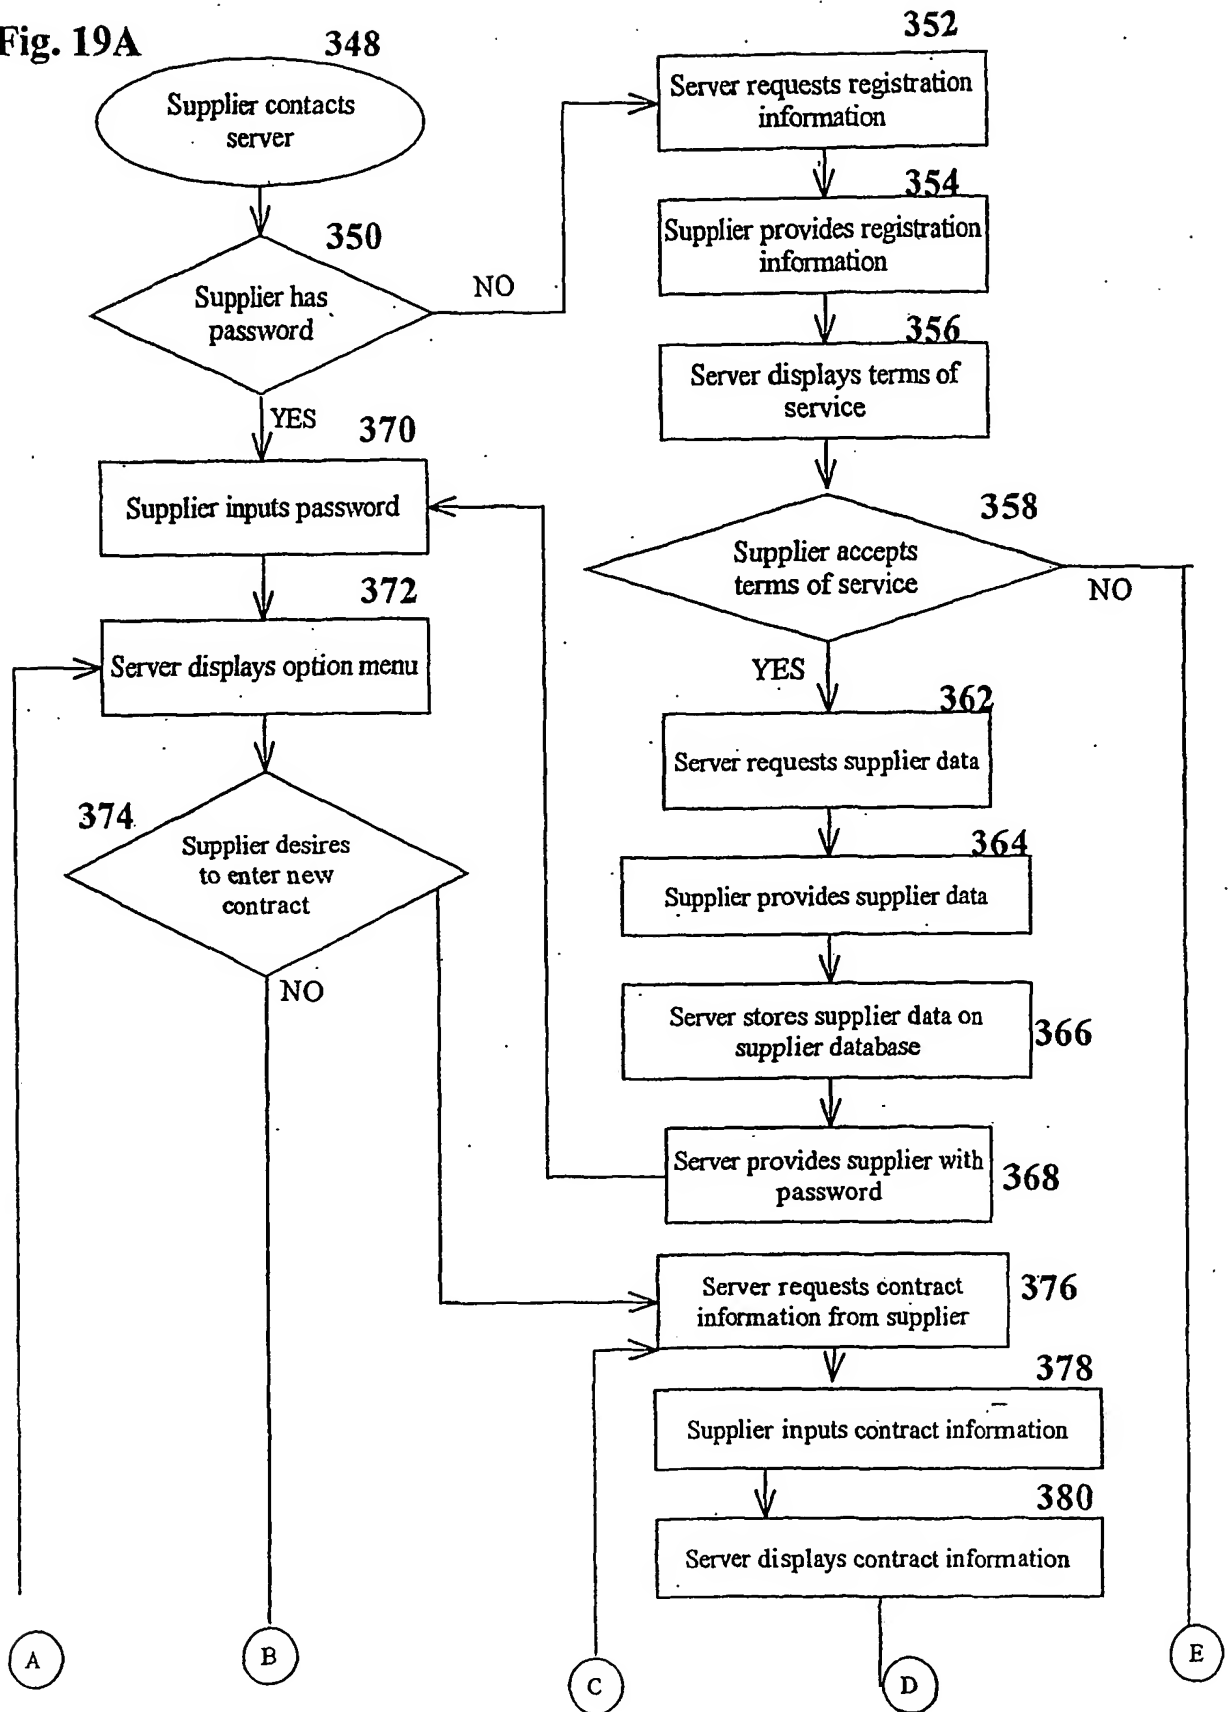 Fig. 19A
348
Supplier contacts
server
350
Supplier has
password
NO
YES
352
Server requests registration
information
354
Supplier provides registration
information
356
Server displays terms of
service
358
Supplier accepts
terms of service
NO
YES
362
Server requests supplier data
364
Supplier provides supplier data
Server stores supplier data on
supplier database
366
Server provides supplier with
password
368
370
Supplier inputs password
372
Server displays option menu
374
Supplier desires
to enter new
contract
NO
Server requests contract
information from supplier
376
378
Supplier inputs contract information
380
Server displays contract information
A
B
C
D
E